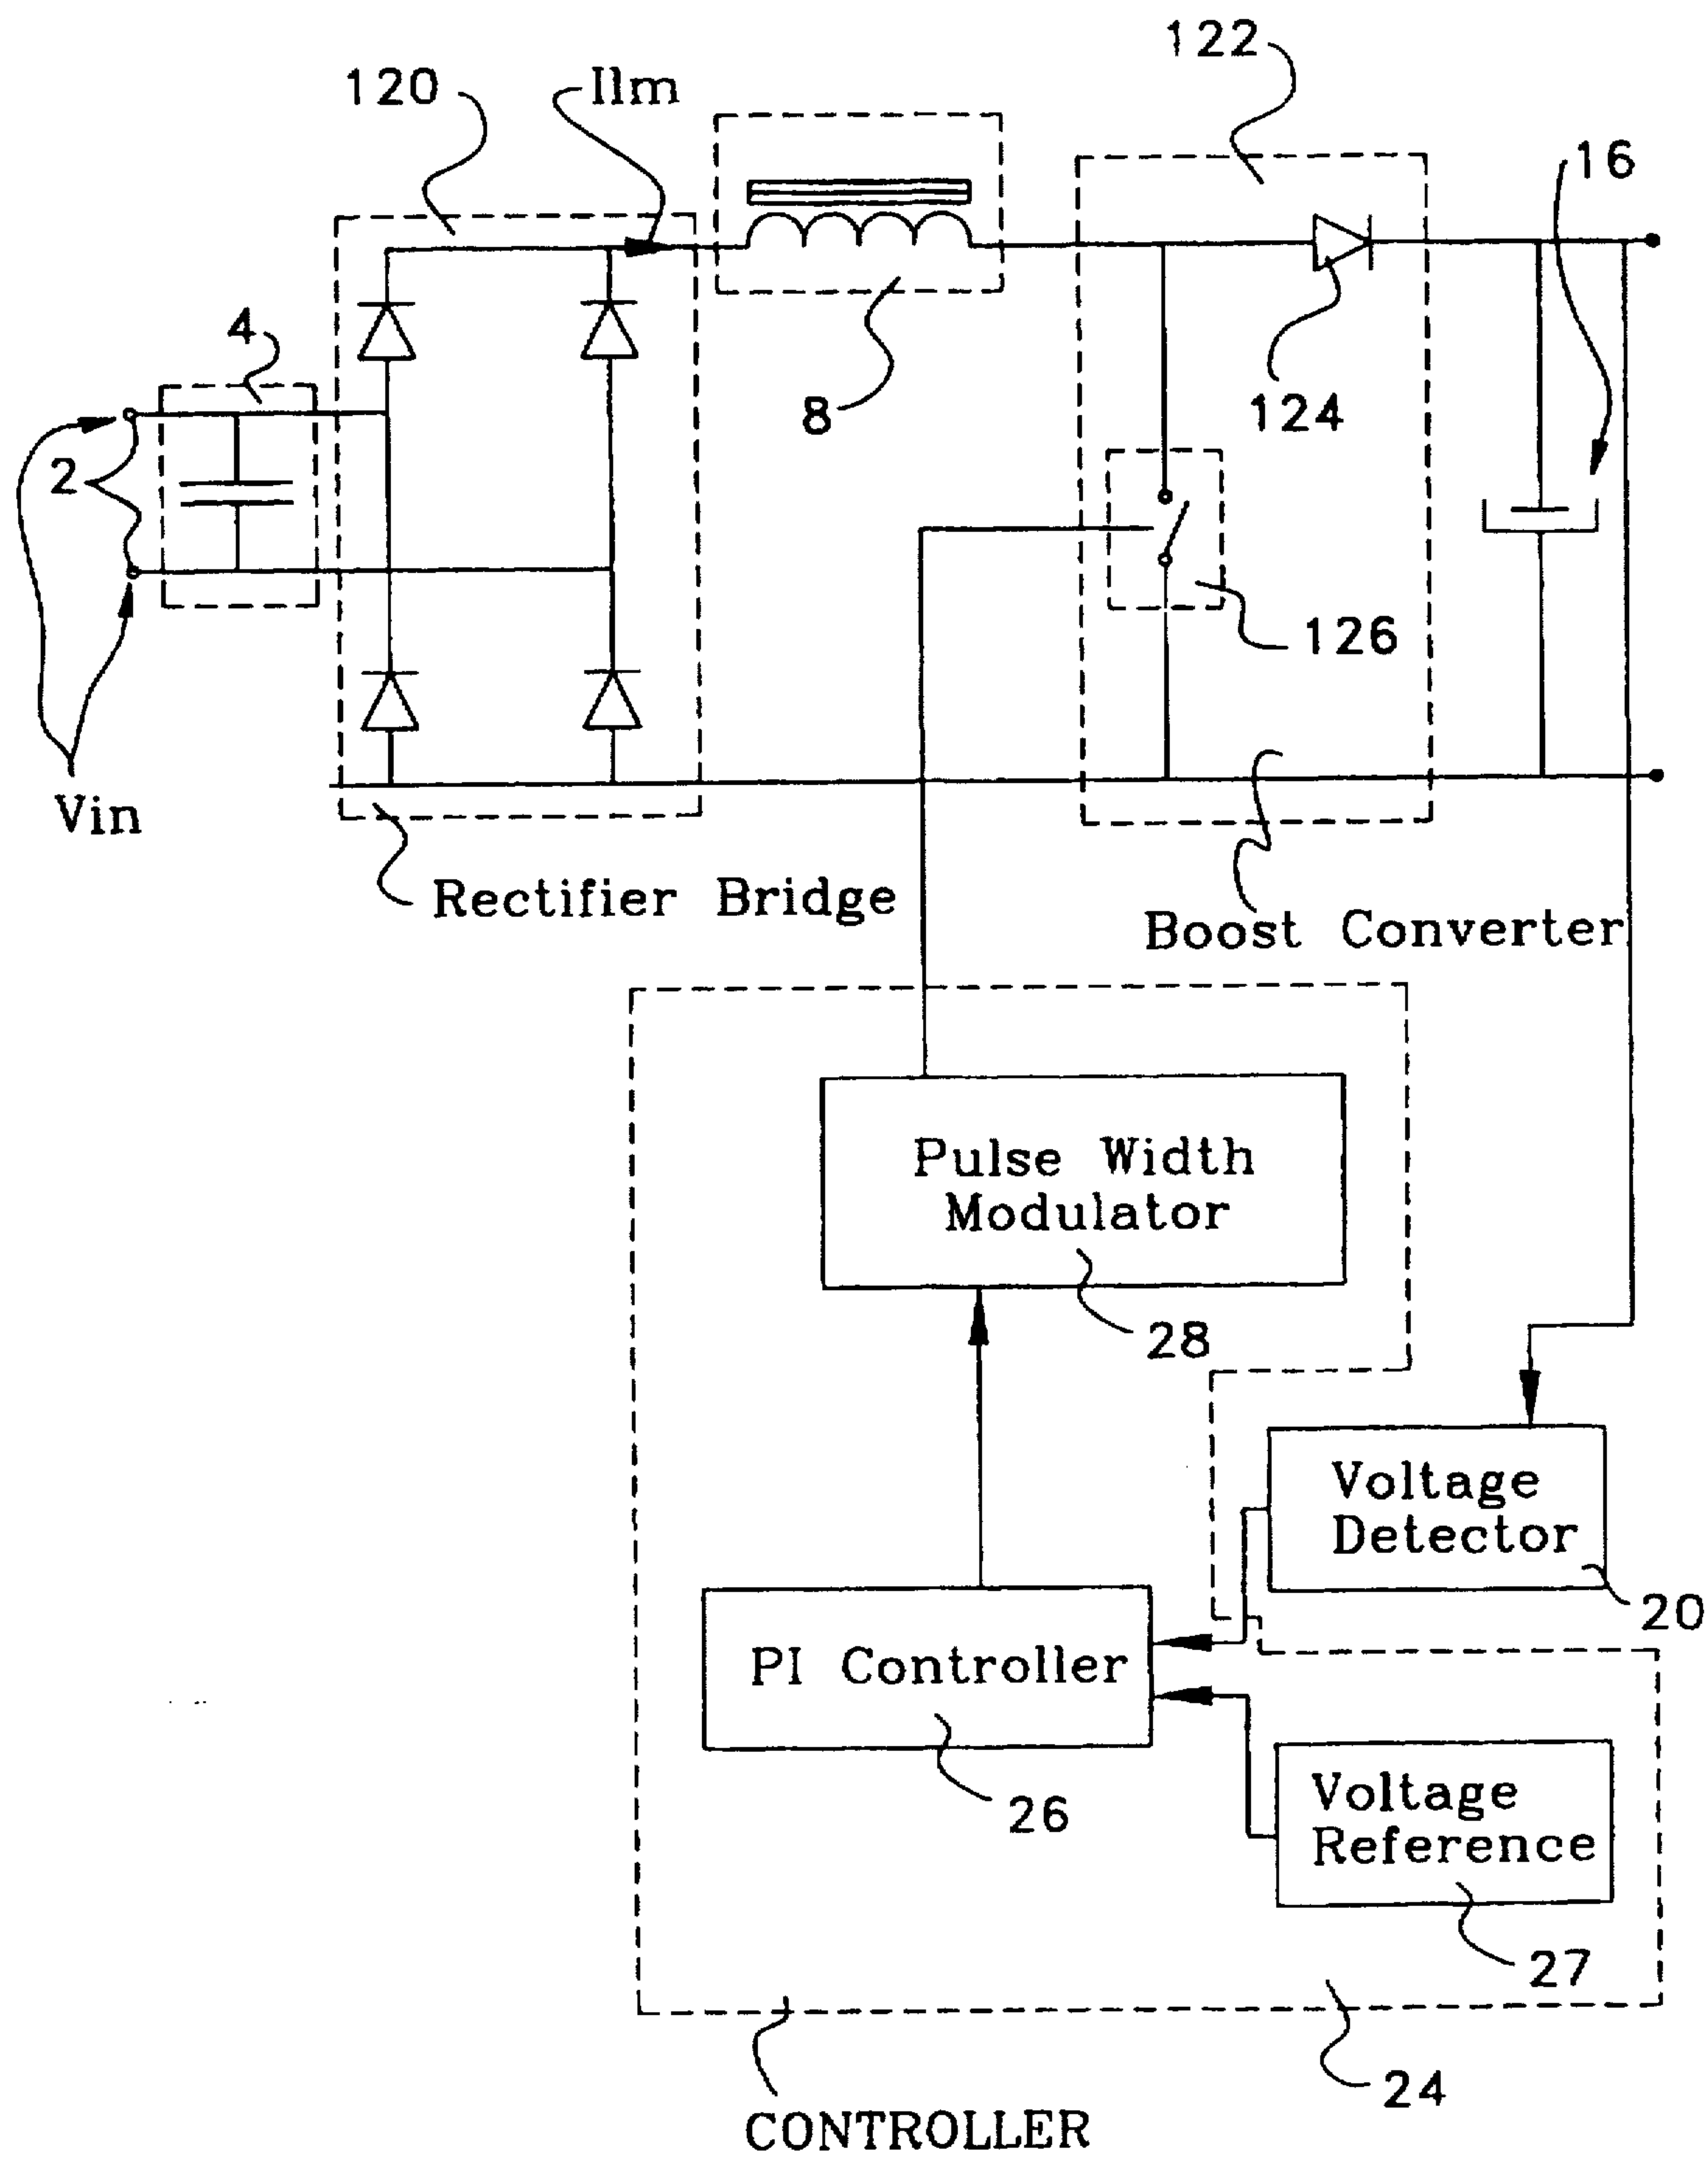 122
120
Ilm
16
4
8
124
2
126
Vin
Rectifier Bridge
Boost Converter
Pulse Width
Modulator
28
Voltage
Detector
20
PI Controller
26
Voltage
Reference
27
24
CONTROLLER